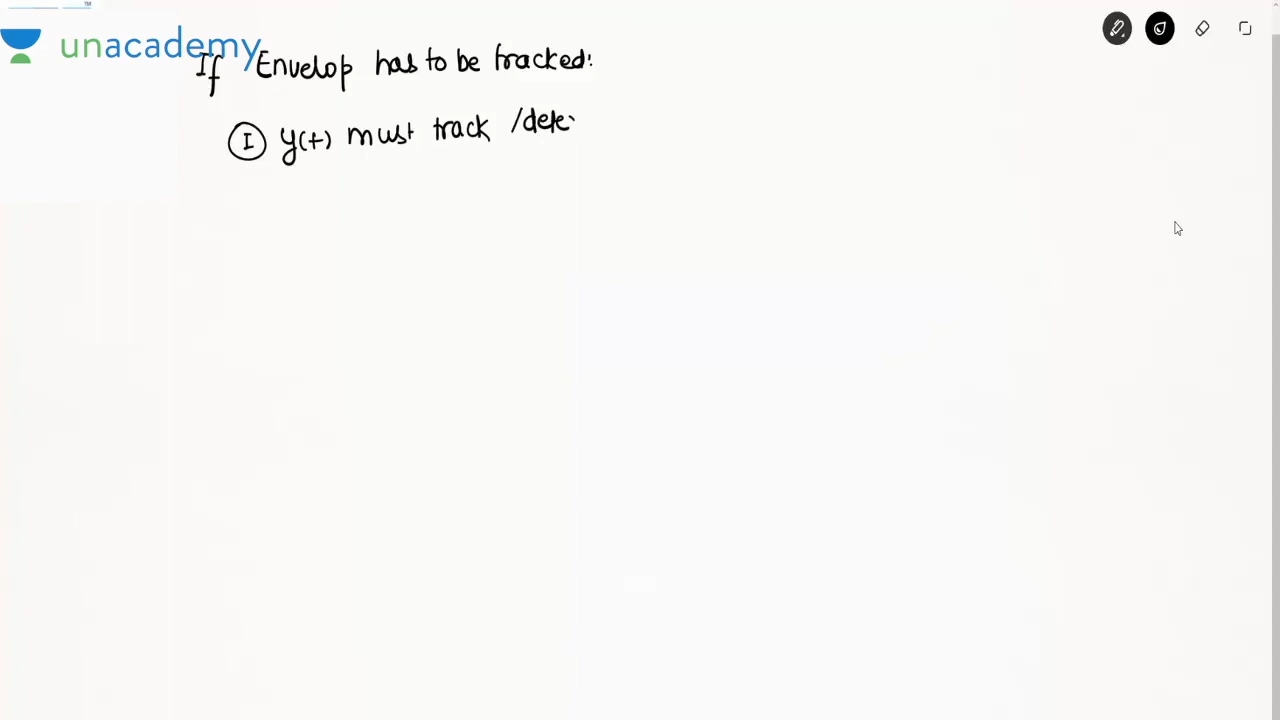 unacademy
If Envelop has to be tracked:
I y(t) must track /dete